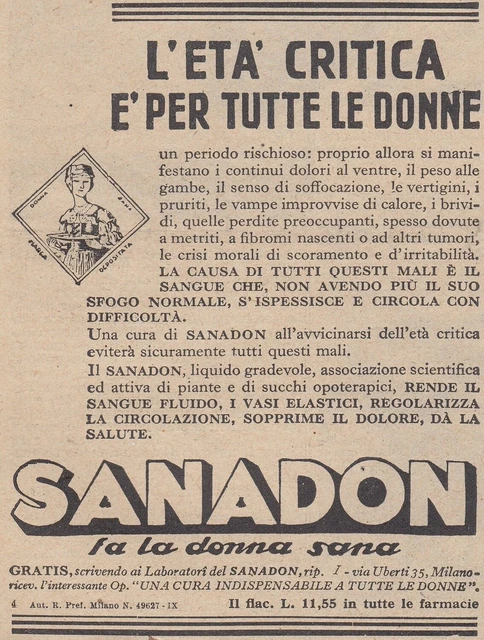 L'ETA' CRITICA
E' PER TUTTE LE DONNE
un periodo rischioso: proprio allora si mani-
festano i continui dolori al ventre, il peso alle
gambe, il senso di soffocazione, le vertigini, i
pruriti, le vampe improvvise di calore, i brivi-
di, quelle perdite preoccupanti, spesso dovute
a metriti, a fibromi nascenti o ad altri tumori,
le crisi morali di scoramento e d'irritabilità.
LA CAUSA DI TUTTI QUESTI MALI È IL
SANGUE CHE, NON AVENDO PIÙ IL SUO
SFOGO NORMALE, S'ISPESSISCE E CIRCOLA CON
DIFFICOLTÀ.
DONNA SANA
MARCA DEPOSITATA
Una cura di SANADON all'avvicinarsi dell'età critica
eviterà sicuramente tutti questi mali.
Il SANADON, liquido gradevole, associazione scientifica
ed attiva di piante e di succhi opoterapici, RENDE IL
SANGUE FLUIDO, I VASI ELASTICI, REGOLARIZZA
LA CIRCOLAZIONE, SOPPRIME IL DOLORE, DÀ LA
SALUTE.
SANADON
fa la donna sana
GRATIS, scrivendo ai Laboratori del SANADON, rip. I - via Uberti 35, Milano-
ricev. l'interessante Op. "UNA CURA INDISPENSABILE A TUTTE LE DONNE".
4 Aut. R. Pref. Milano N. 49627 - IX Il flac. L. 11,55 in tutte le farmacie